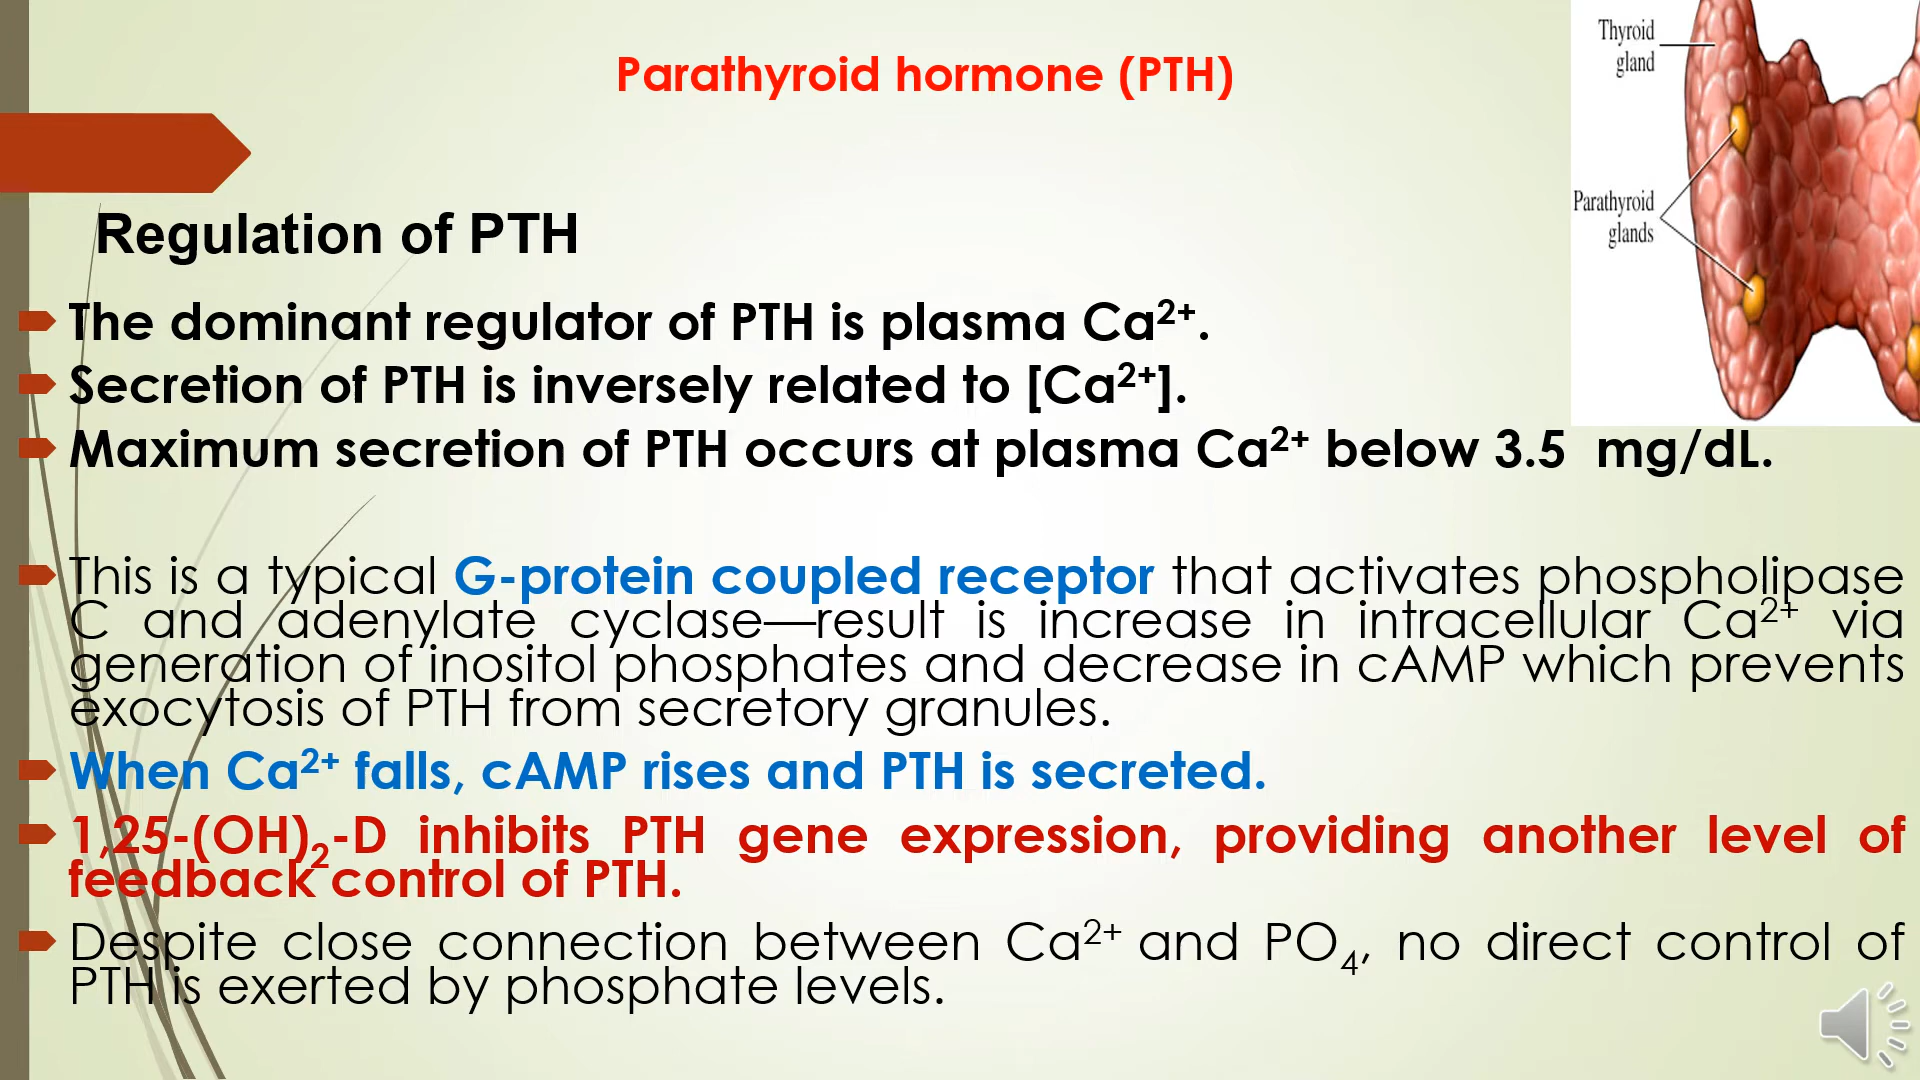 Parathyroid hormone (PTH)
Thyroid
gland
Parathyroid
glands
Regulation of PTH
The dominant regulator of PTH is plasma Ca²⁺.
Secretion of PTH is inversely related to [Ca²⁺].
Maximum secretion of PTH occurs at plasma Ca²⁺ below 3.5 mg/dL.
This is a typical G-protein coupled receptor that activates phospholipase
C and adenylate cyclase—result is increase in intracellular Ca²⁺ via
generation of inositol phosphates and decrease in cAMP which prevents
exocytosis of PTH from secretory granules.
When Ca²⁺ falls, cAMP rises and PTH is secreted.
1,25-(OH)₂-D inhibits PTH gene expression, providing another level of
feedback control of PTH.
Despite close connection between Ca²⁺ and PO₄, no direct control of
PTH is exerted by phosphate levels.